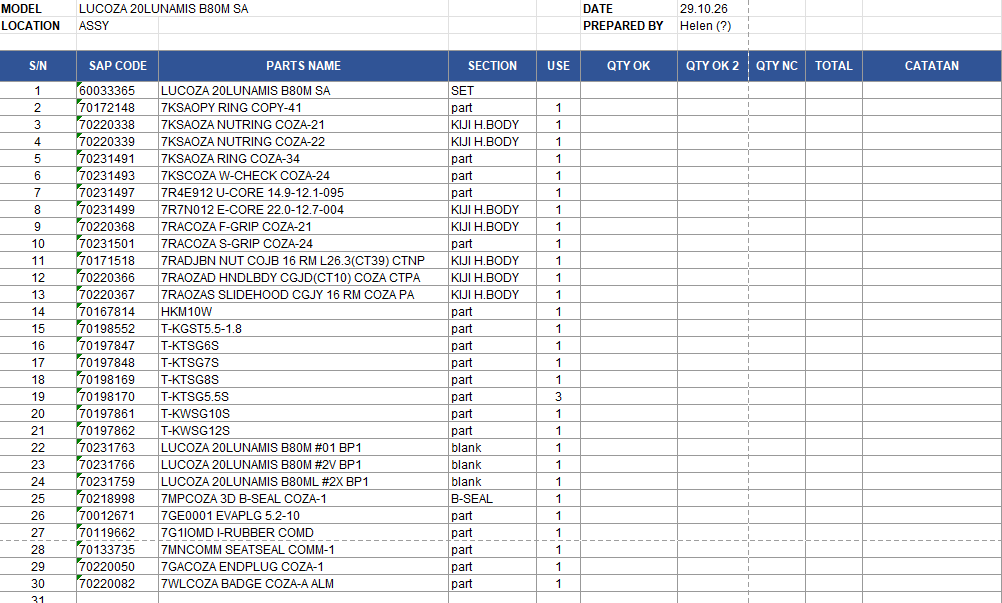 MODEL LUCOZA 20LUNAMIS B80M SA DATE 29.10.26
LOCATION ASSY PREPARED BY Helen (?)
S/N SAP CODE PARTS NAME SECTION USE QTY OK QTY OK 2 QTY NC TOTAL CATATAN
1 60033365 LUCOZA 20LUNAMIS B80M SA SET
2 70172148 7KSAOPY RING COPY-41 part 1
3 70220338 7KSAOZA NUTRING COZA-21 KIJI H.BODY 1
4 70220339 7KSAOZA NUTRING COZA-22 KIJI H.BODY 1
5 70231491 7KSAOZA RING COZA-34 part 1
6 70231493 7KSCOZA W-CHECK COZA-24 part 1
7 70231497 7R4E912 U-CORE 14.9-12.1-095 part 1
8 70231499 7R7N012 E-CORE 22.0-12.7-004 KIJI H.BODY 1
9 70220368 7RACOZA F-GRIP COZA-21 KIJI H.BODY 1
10 70231501 7RACOZA S-GRIP COZA-24 part 1
11 70171518 7RADJBN NUT COJB 16 RM L26.3(CT39) CTNP KIJI H.BODY 1
12 70220366 7RAOZAD HNDLBDY CGJD(CT10) COZA CTPA KIJI H.BODY 1
13 70220367 7RAOZAS SLIDEHOOD CGJY 16 RM COZA PA KIJI H.BODY 1
14 70167814 HKM10W part 1
15 70198552 T-KGST5.5-1.8 part 1
16 70197847 T-KTSG6S part 1
17 70197848 T-KTSG7S part 1
18 70198169 T-KTSG8S part 1
19 70198170 T-KTSG5.5S part 3
20 70197861 T-KWSG10S part 1
21 70197862 T-KWSG12S part 1
22 70231763 LUCOZA 20LUNAMIS B80M #01 BP1 blank 1
23 70231766 LUCOZA 20LUNAMIS B80M #2V BP1 blank 1
24 70231759 LUCOZA 20LUNAMIS B80ML #2X BP1 blank 1
25 70218998 7MPCOZA 3D B-SEAL COZA-1 B-SEAL 1
26 70012671 7GE0001 EVAPLG 5.2-10 part 1
27 70119662 7G1IOMD I-RUBBER COMD part 1
28 70133735 7MNCOMM SEATSEAL COMM-1 part 1
29 70220050 7GACOZA ENDPLUG COZA-1 part 1
30 70220082 7WLCOZA BADGE COZA-A ALM part 1
31